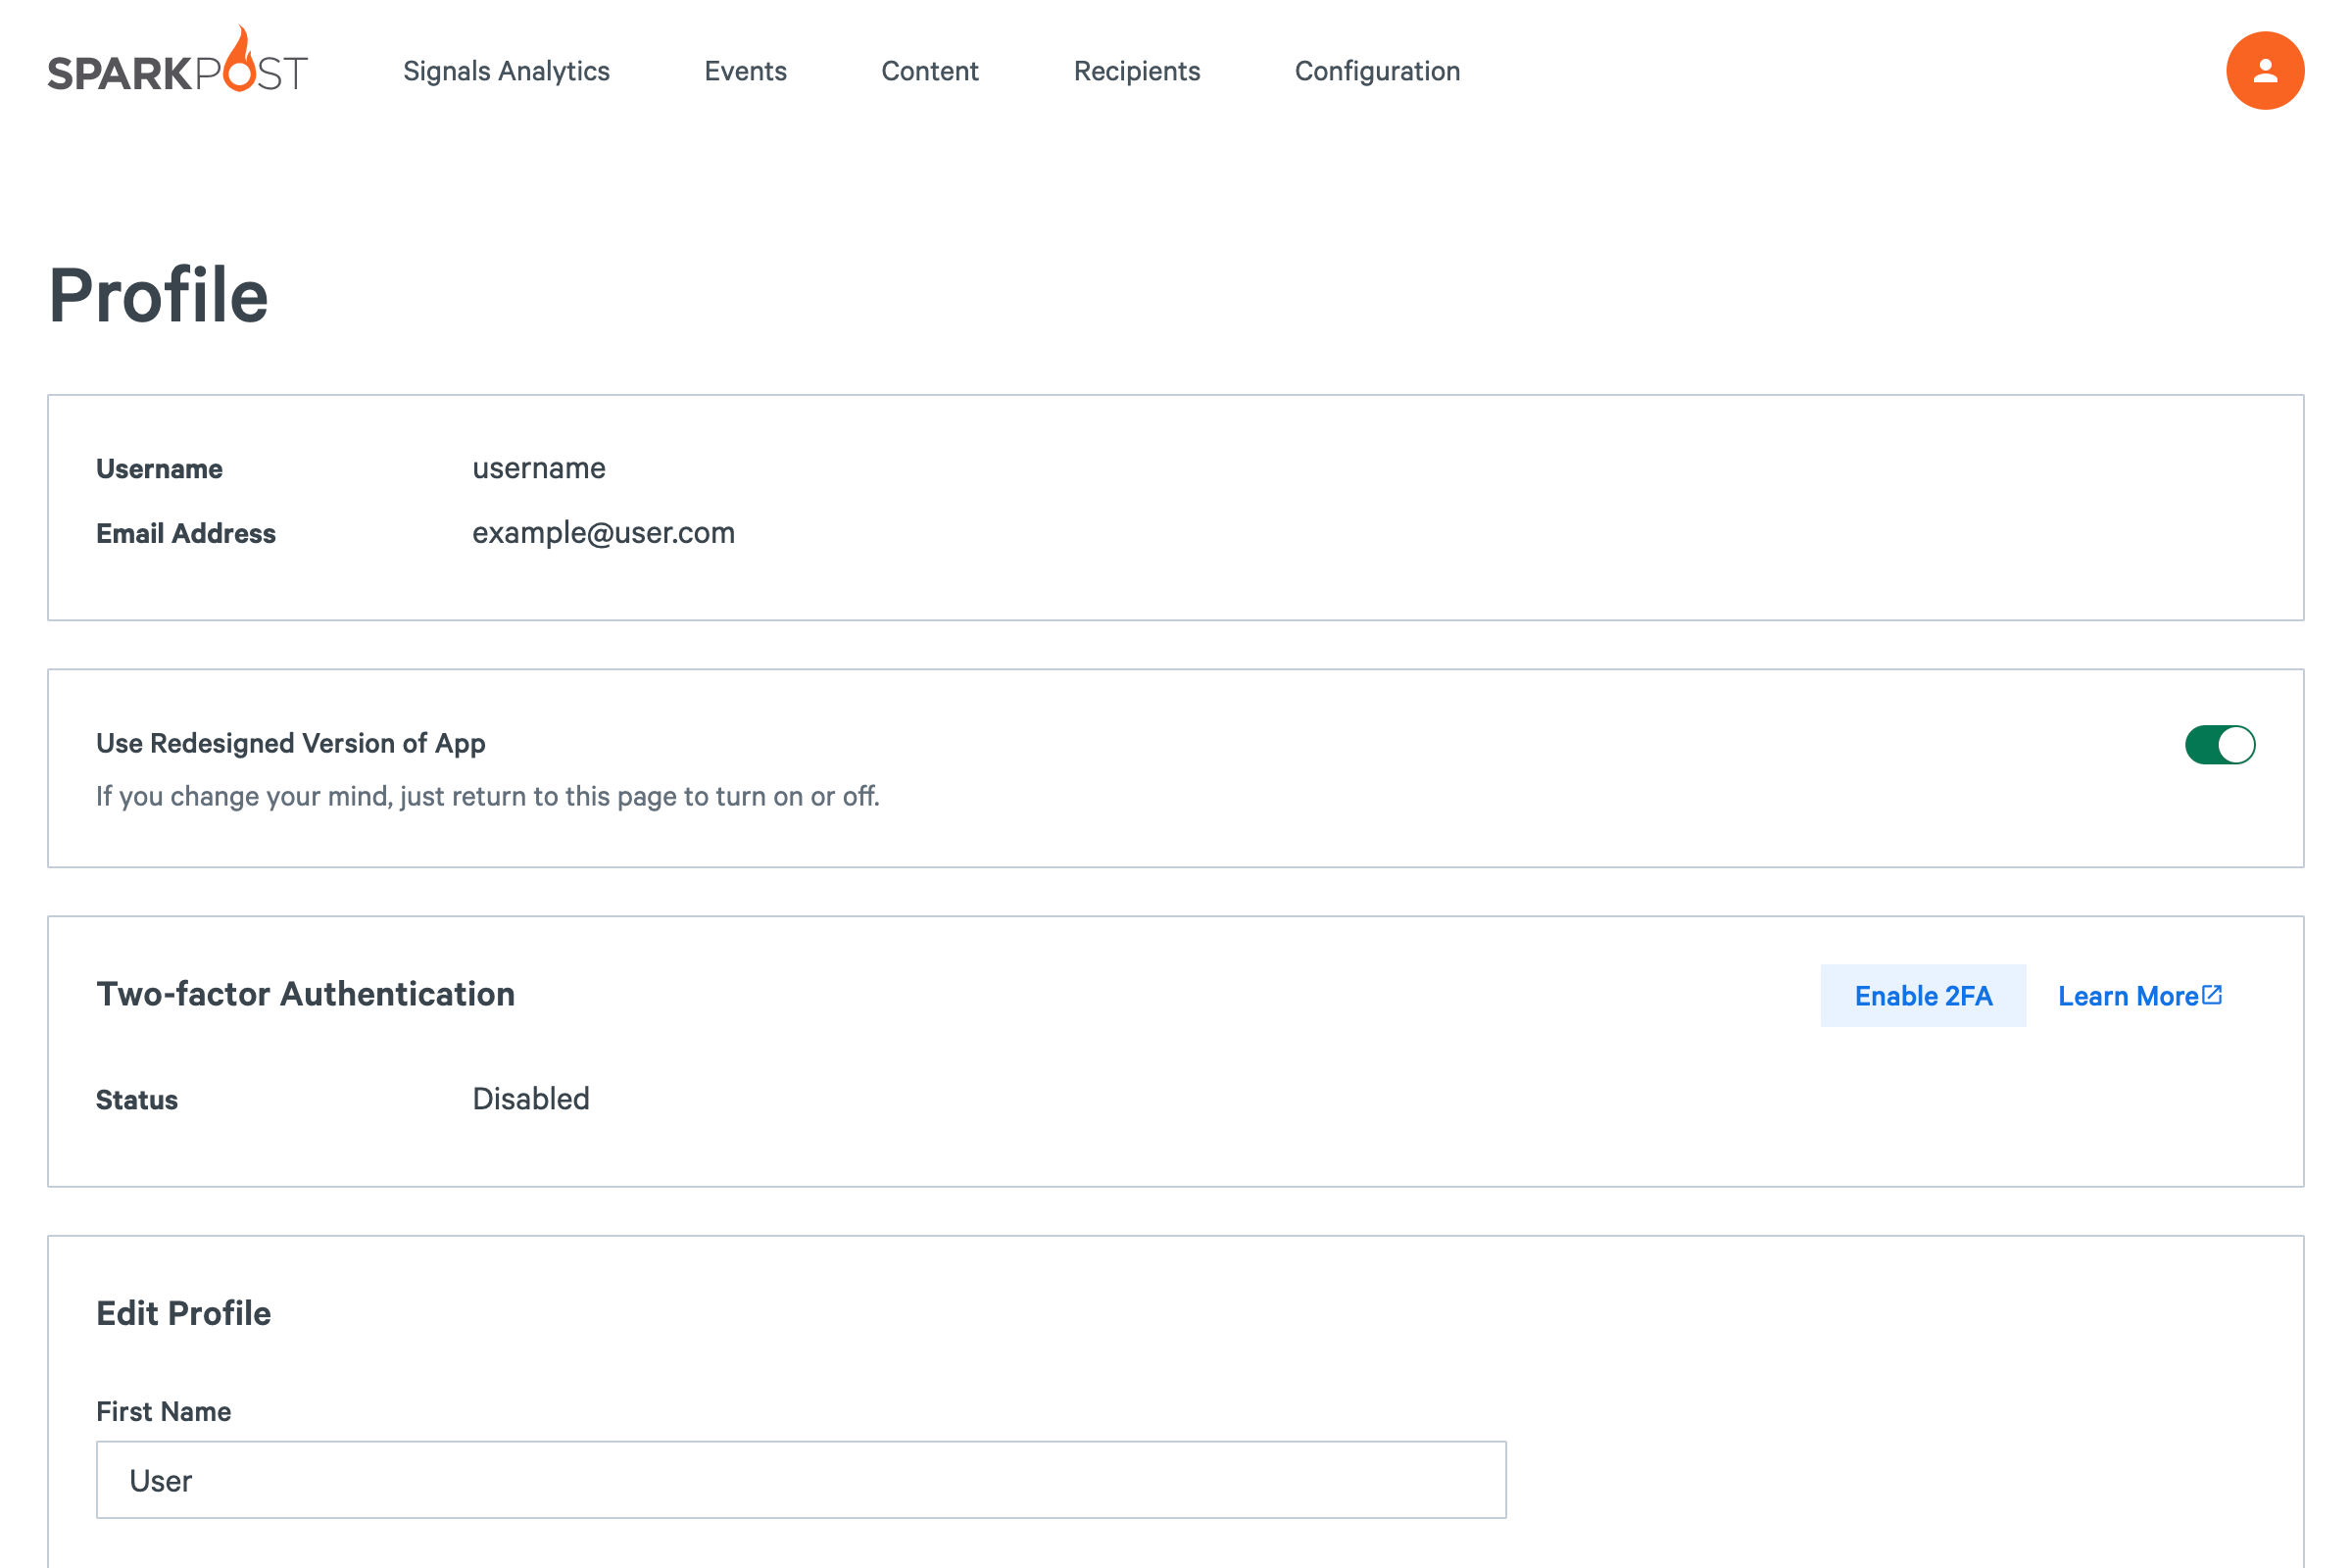 SPARKPOST
Signals Analytics
Events
Content
Recipients
Configuration
Profile
Username username
Email Address example@user.com
Use Redesigned Version of App
If you change your mind, just return to this page to turn on or off.
Two-factor Authentication
Enable 2FA
Learn More
Status Disabled
Edit Profile
First Name
User